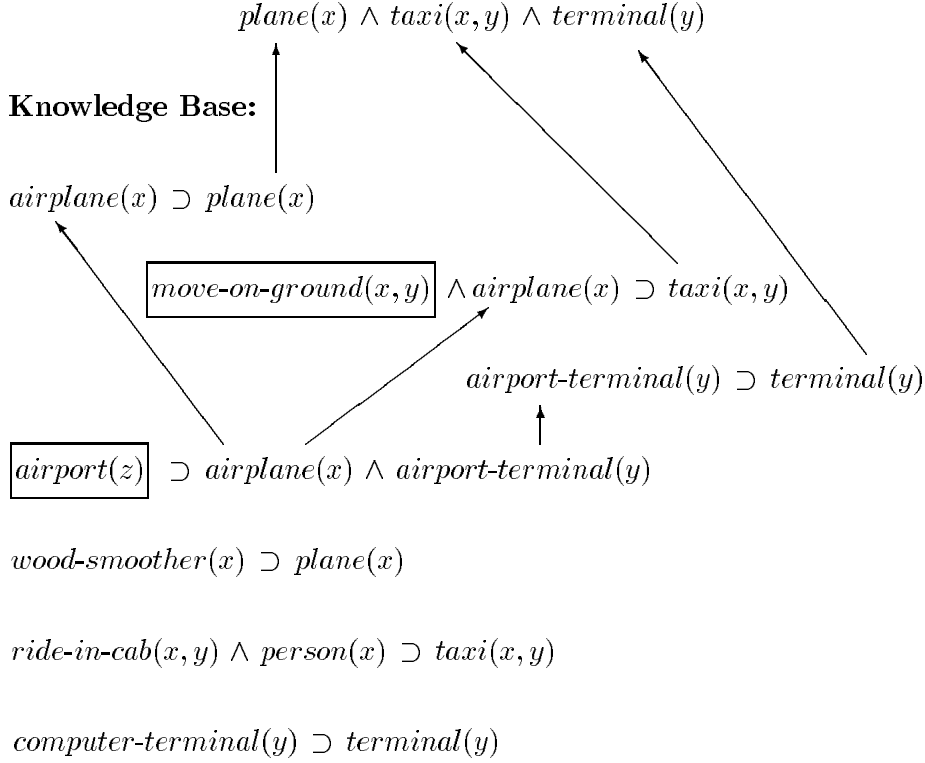 plane(x) ∧ taxi(x, y) ∧ terminal(y)
Knowledge Base:
airplane(x) ⊃ plane(x)
move-on-ground(x, y) ∧ airplane(x) ⊃ taxi(x, y)
airport-terminal(y) ⊃ terminal(y)
airport(z) ⊃ airplane(x) ∧ airport-terminal(y)
wood-smoother(x) ⊃ plane(x)
ride-in-cab(x, y) ∧ person(x) ⊃ taxi(x, y)
computer-terminal(y) ⊃ terminal(y)